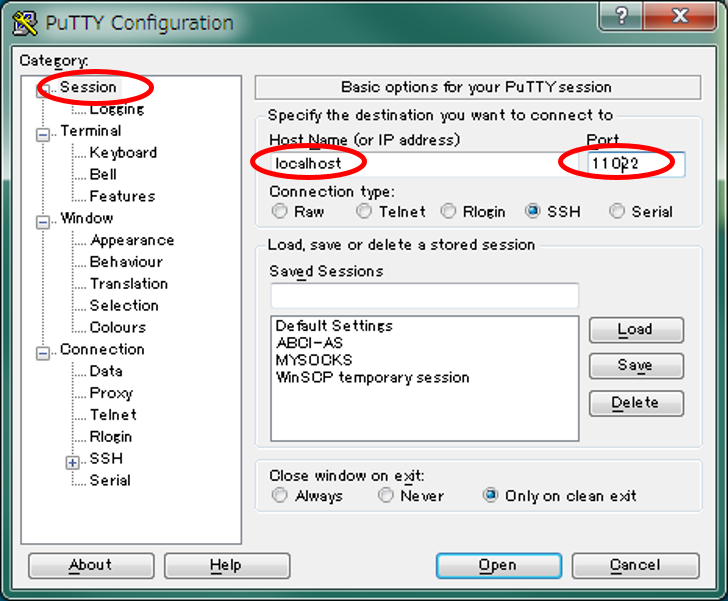 PuTTY Configuration
?
X
Category:
Session
Logging
Terminal
Keyboard
Bell
Features
Window
Appearance
Behaviour
Translation
Selection
Colours
Connection
Data
Proxy
Telnet
Rlogin
SSH
Serial
Basic options for your PuTTY session
Specify the destination you want to connect to
Host Name (or IP address) Port
localhost 11022
Connection type:
Raw Telnet Rlogin SSH Serial
Load, save or delete a stored session
Saved Sessions
Default Settings
ABCI-AS
MYSOCKS
WinSCP temporary session
Load
Save
Delete
Close window on exit:
Always Never Only on clean exit
About Help Open Cancel